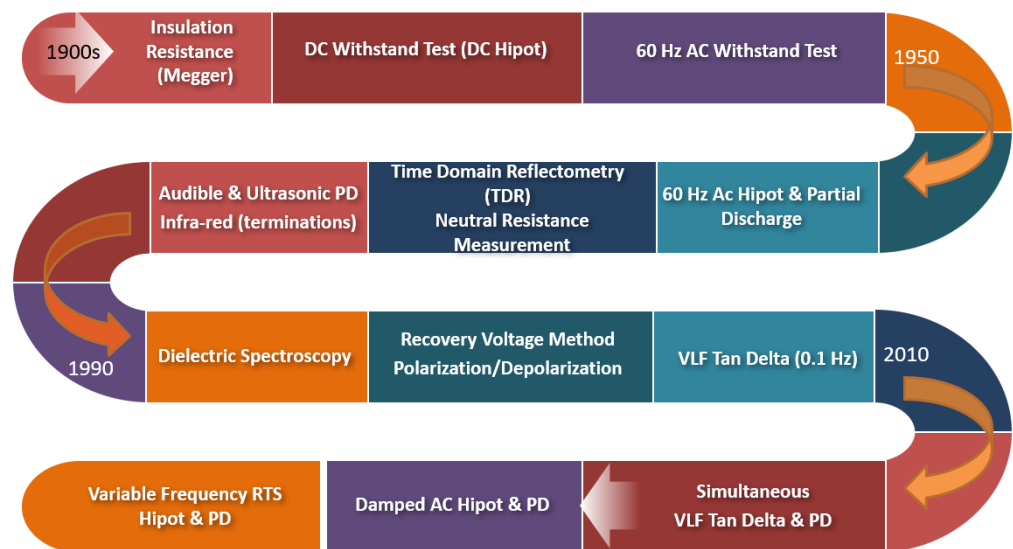 1900s
Insulation
Resistance
(Megger)
DC Withstand Test (DC Hipot)
60 Hz AC Withstand Test
1950
60 Hz Ac Hipot & Partial
Discharge
Time Domain Reflectometry
(TDR)
Neutral Resistance
Measurement
Audible & Ultrasonic PD
Infra-red (terminations)
1990
Dielectric Spectroscopy
Recovery Voltage Method
Polarization/Depolarization
VLF Tan Delta (0.1 Hz)
2010
Simultaneous
VLF Tan Delta & PD
Damped AC Hipot & PD
Variable Frequency RTS
Hipot & PD